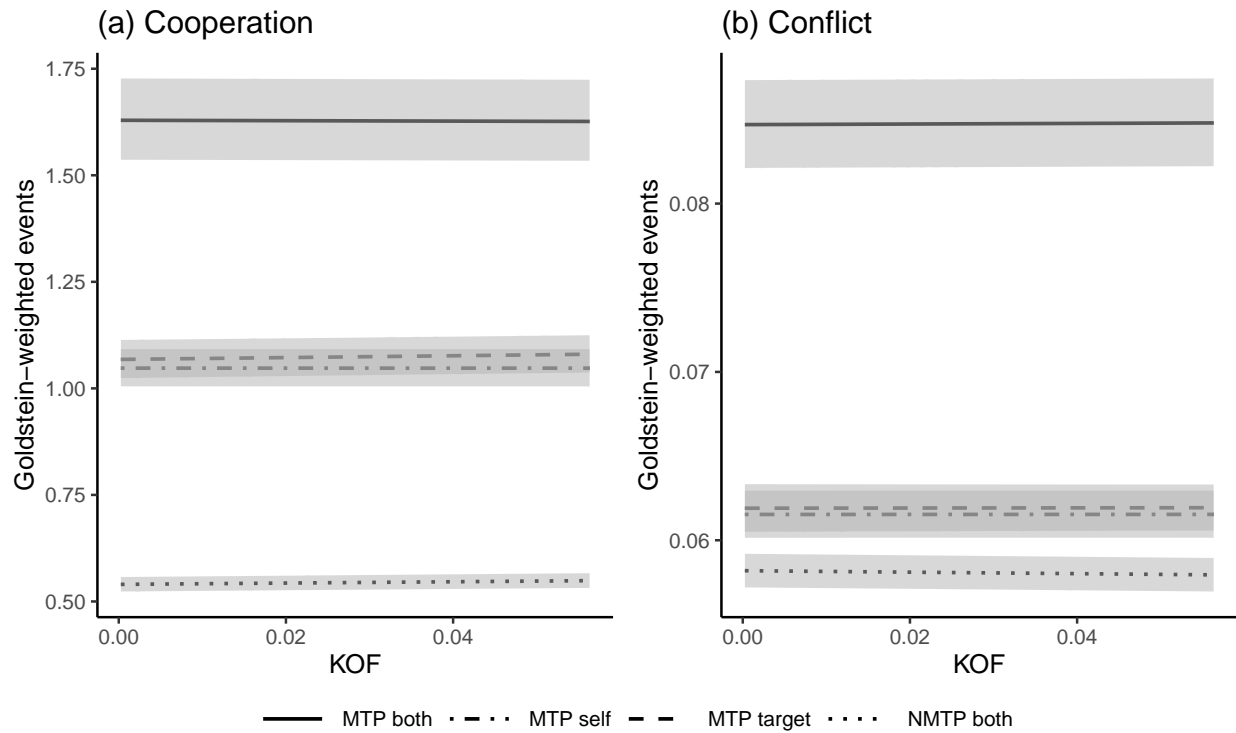 (a) Cooperation
1.75
1.50
1.25
1.00
0.75
0.50
Goldstein−weighted events
0.00 0.02 0.04
KOF
(b) Conflict
0.08
0.07
0.06
Goldstein−weighted events
0.00 0.02 0.04
KOF
MTP both MTP self MTP target NMTP both